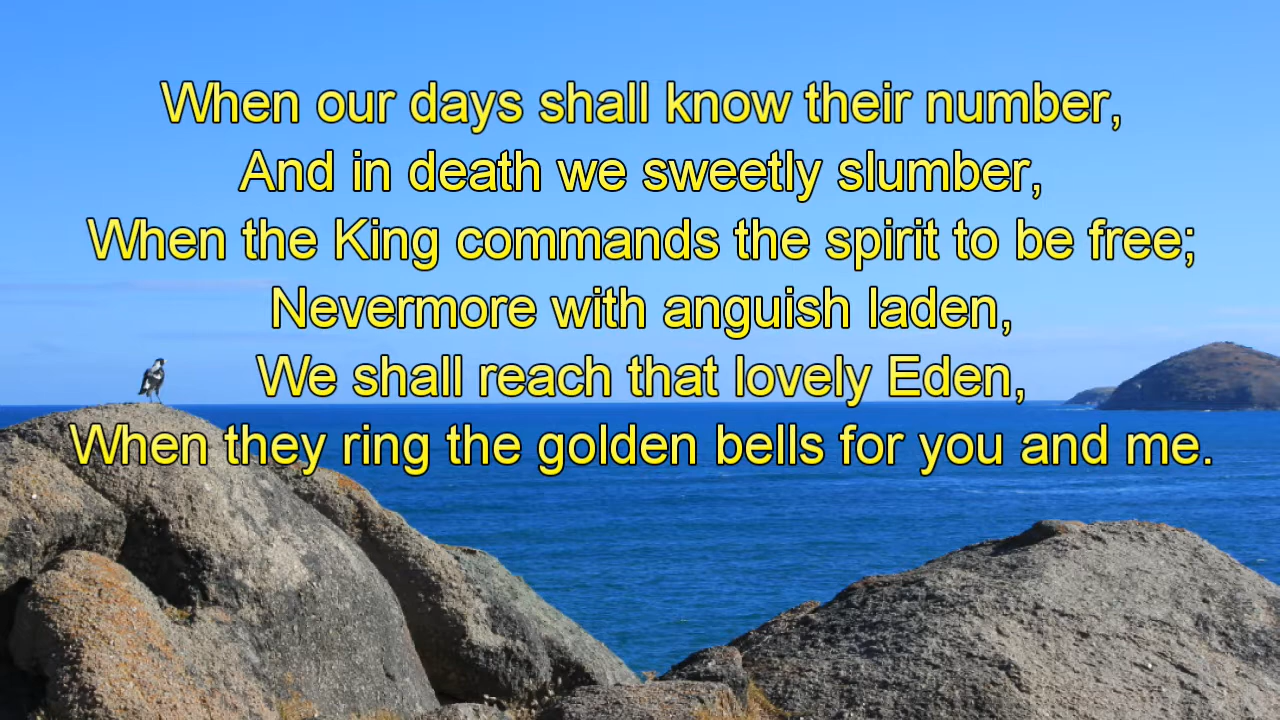 When our days shall know their number,
And in death we sweetly slumber,
When the King commands the spirit to be free;
Nevermore with anguish laden,
We shall reach that lovely Eden,
When they ring the golden bells for you and me.